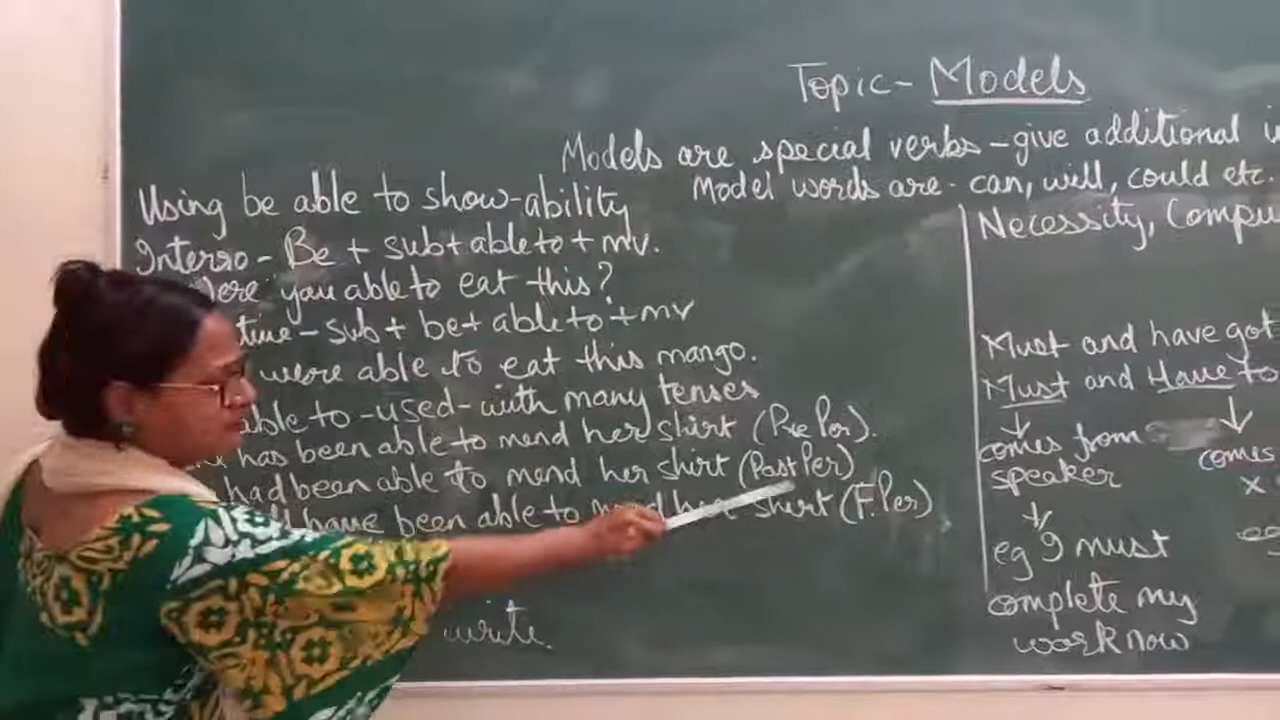 Topic - Models
Models are special verbs - give additional
Model words are - can, will, could etc.
Using be able to show - ability
Interro - Be + sub + able to + mv.
you able to eat this?
- sub + be + able to + mv
were able to eat this mango.
able to - used - with many tenses
has been able to mend her shirt (Pre Per).
had been able to mend her shirt (Past Per)
have been able to mend her shirt (F. Per)
write.
Necessity,
Must and have got
Must and Have to
comes from
speaker
eg I must
complete my
work now
comes
x
eg